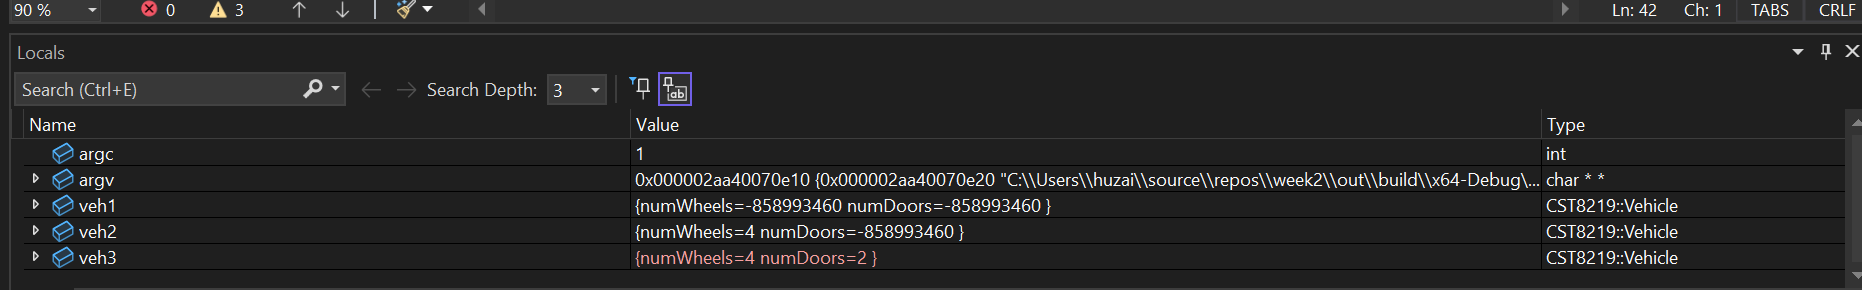 90 % 0 3 Ln: 42 Ch: 1 TABS CRLF
Locals
Search (Ctrl+E) Search Depth: 3
Name Value Type
argc 1 int
argv 0x000002aa40070e10 {0x000002aa40070e20 "C:\\Users\\huzai\\source\\repos\\week2\\out\\build\\x64-Debug\... char * *
veh1 {numWheels=-858993460 numDoors=-858993460 } CST8219::Vehicle
veh2 {numWheels=4 numDoors=-858993460 } CST8219::Vehicle
veh3 {numWheels=4 numDoors=2 } CST8219::Vehicle